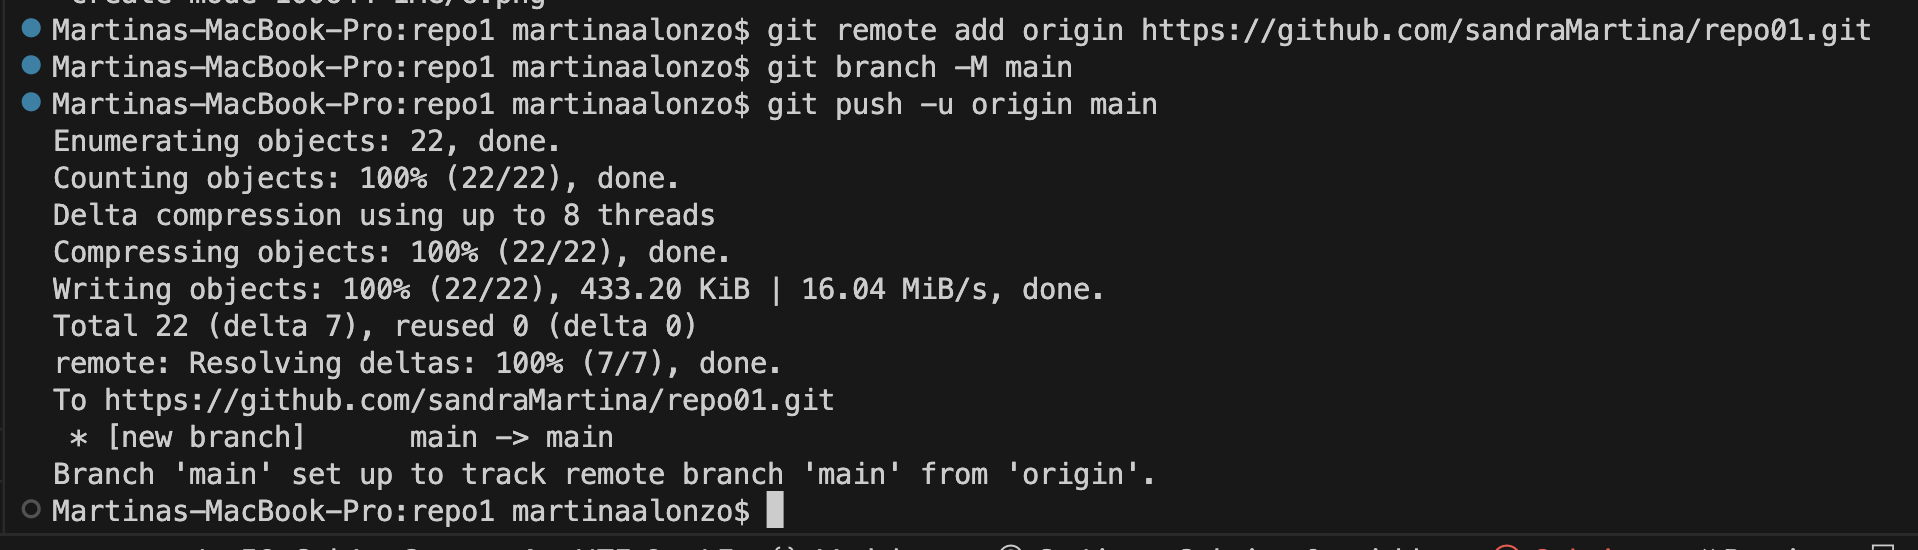 Martinas-MacBook-Pro:repo1 martinaalonzo$ git remote add origin https://github.com/sandraMartina/repo01.git
Martinas-MacBook-Pro:repo1 martinaalonzo$ git branch -M main
Martinas-MacBook-Pro:repo1 martinaalonzo$ git push -u origin main
Enumerating objects: 22, done.
Counting objects: 100% (22/22), done.
Delta compression using up to 8 threads
Compressing objects: 100% (22/22), done.
Writing objects: 100% (22/22), 433.20 KiB | 16.04 MiB/s, done.
Total 22 (delta 7), reused 0 (delta 0)
remote: Resolving deltas: 100% (7/7), done.
To https://github.com/sandraMartina/repo01.git
 * [new branch]      main -> main
Branch 'main' set up to track remote branch 'main' from 'origin'.
Martinas-MacBook-Pro:repo1 martinaalonzo$